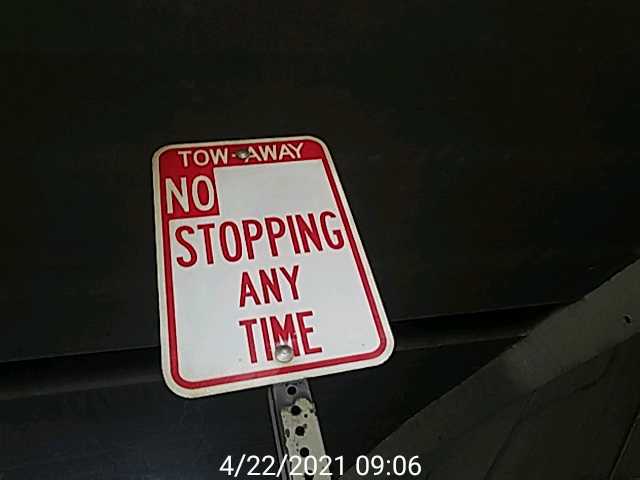 TOW-AWAY
NO
STOPPING
ANY
TIME
4/22/2021 09:06